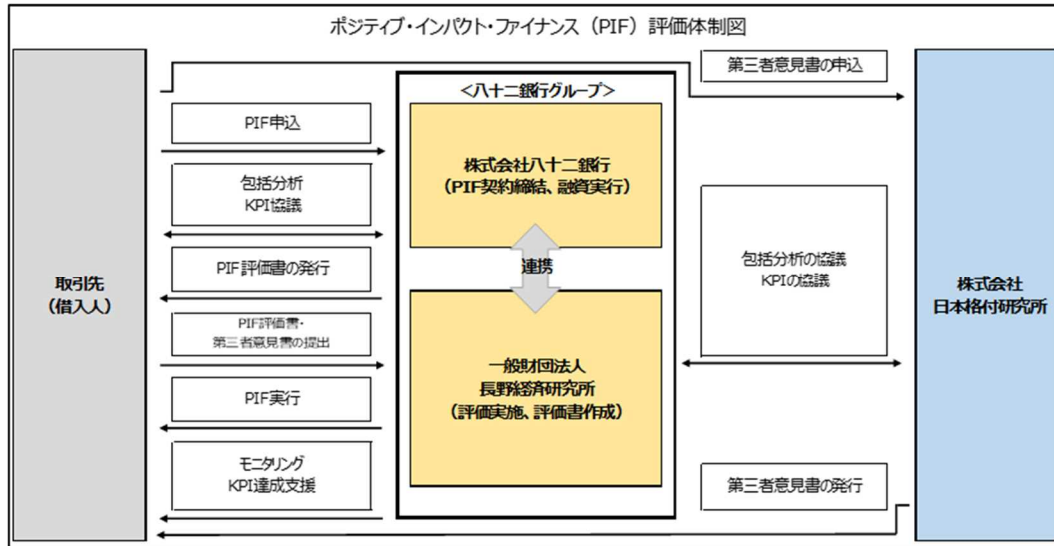 ポジティブ・インパクト・ファイナンス（PIF）評価体制図
第三者意見書の申込
＜八十二銀行グループ＞
PIF申込
株式会社八十二銀行
（PIF契約締結、融資実行）
包括分析
KPI協議
連携
PIF評価書の発行
包括分析の協議
KPIの協議
取引先
（借入人）
株式会社
日本格付研究所
PIF評価書・
第三者意見書の提出
一般財団法人
長野経済研究所
（評価実施、評価書作成）
PIF実行
モニタリング
KPI達成支援
第三者意見書の発行